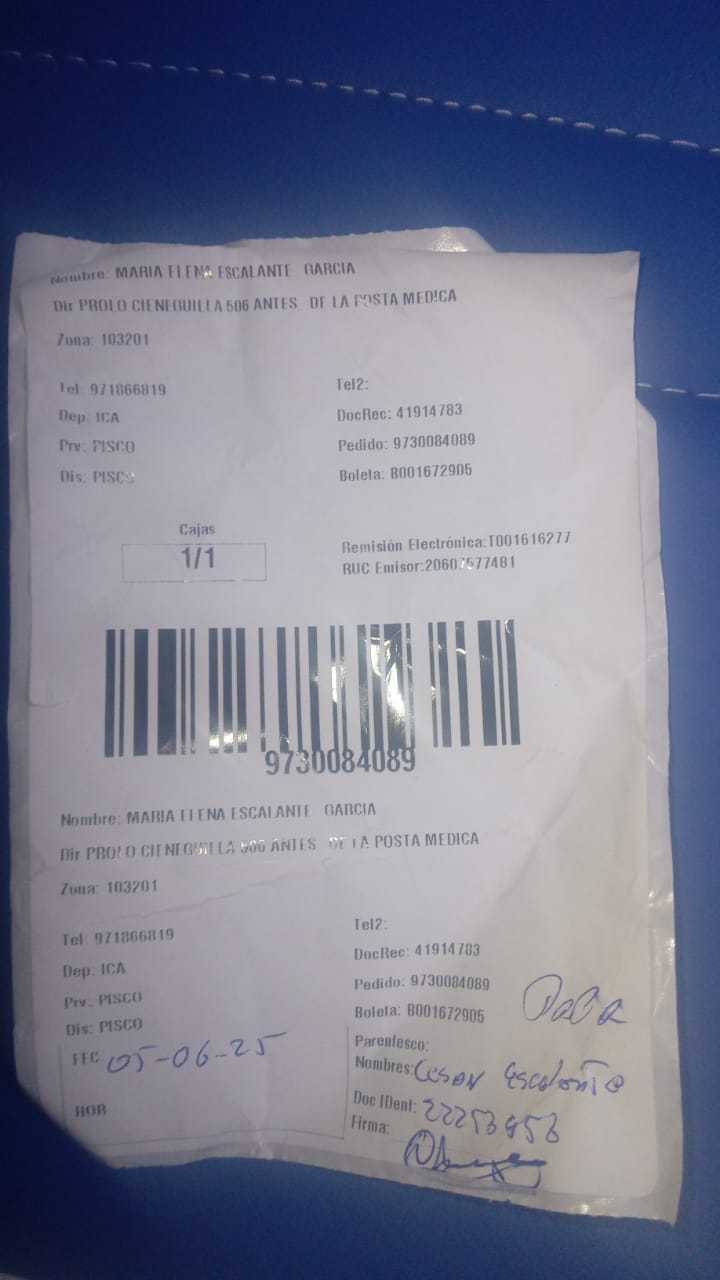 Nombre: MARIA ELENA ESCALANTE GARCIA
Dir PROLO CIENEGUILLA 506 ANTES DE LA POSTA MEDICA
Zona: 103201
Tel: 971866819
Tel2:
Dep: ICA
DocRec: 41914783
Prv: PISCO
Pedido: 9730084089
Dis: PISCO
Boleta: B001672905
Cajas
1/1
Remisión Electrónica:T001616277
RUC Emisor:20607577481
9730084089
Nombre: MARIA ELENA ESCALANTE GARCIA
Dir PROLO CIENEGUILLA 506 ANTES DE LA POSTA MEDICA
Zona: 103201
Tel: 971866819
Tel2:
Dep: ICA
DocRec: 41914783
Prv: PISCO
Pedido: 9730084089
Dis: PISCO
Boleta: B001672905
FEC 05-06-25
Parentesco:
Nombres: Cesar Escalante
HOR
Doc IDent:
Firma: